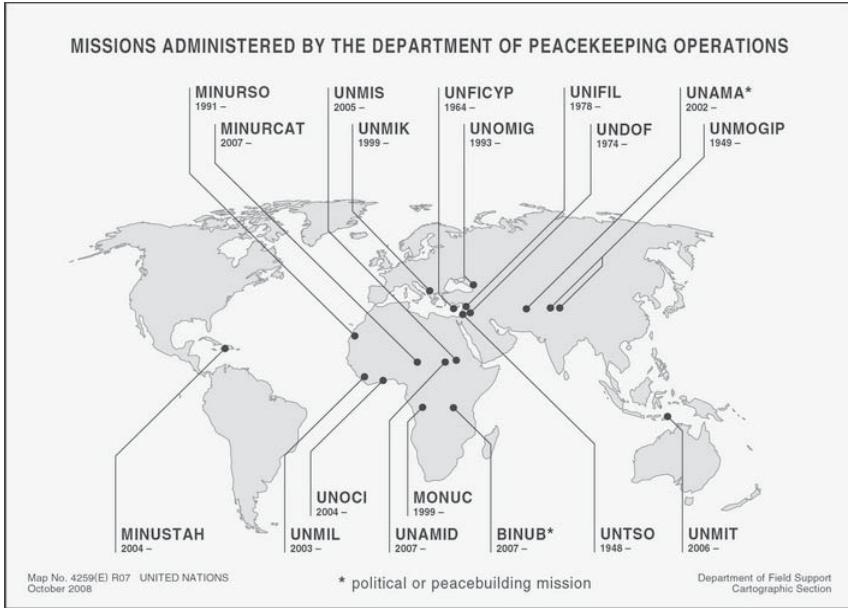 MISSIONS ADMINISTERED BY THE DEPARTMENT OF PEACEKEEPING OPERATIONS
MINURSO
1991 –
UNMIS
2005 –
UNFICYP
1964 –
UNIFIL
1978 –
UNAMA*
2002 –
MINURCAT
2007 –
UNMIK
1999 –
UNOMIG
1993 –
UNDOF
1974 –
UNMOGIP
1949 –
UNOCI
2004 –
MONUC
1999 –
MINUSTAH
2004 –
UNMIL
2003 –
UNAMID
2007 –
BINUB*
2007 –
UNTSO
1948 –
UNMIT
2006 –
Map No. 4259(E) R07 UNITED NATIONS
October 2008
* political or peacebuilding mission
Department of Field Support
Cartographic Section